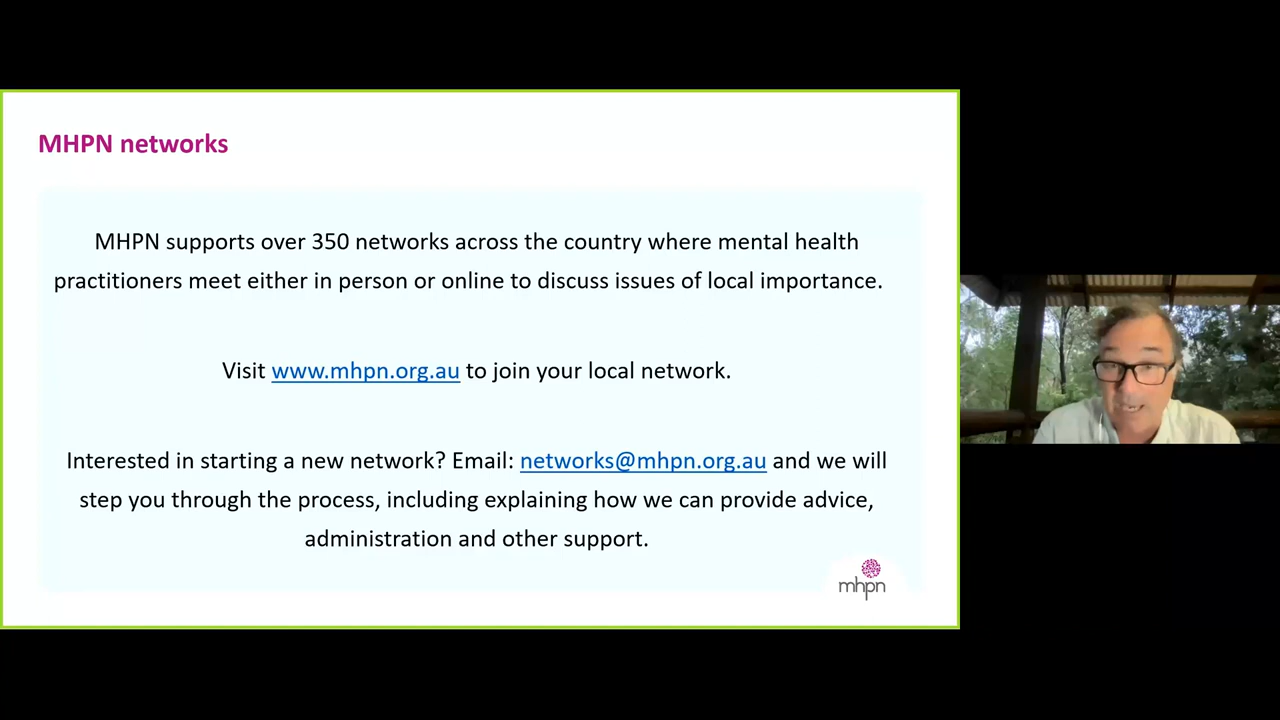 MHPN networks
MHPN supports over 350 networks across the country where mental health
practitioners meet either in person or online to discuss issues of local importance.
Visit www.mhpn.org.au to join your local network.
Interested in starting a new network? Email: networks@mhpn.org.au and we will
step you through the process, including explaining how we can provide advice,
administration and other support.
mhpn